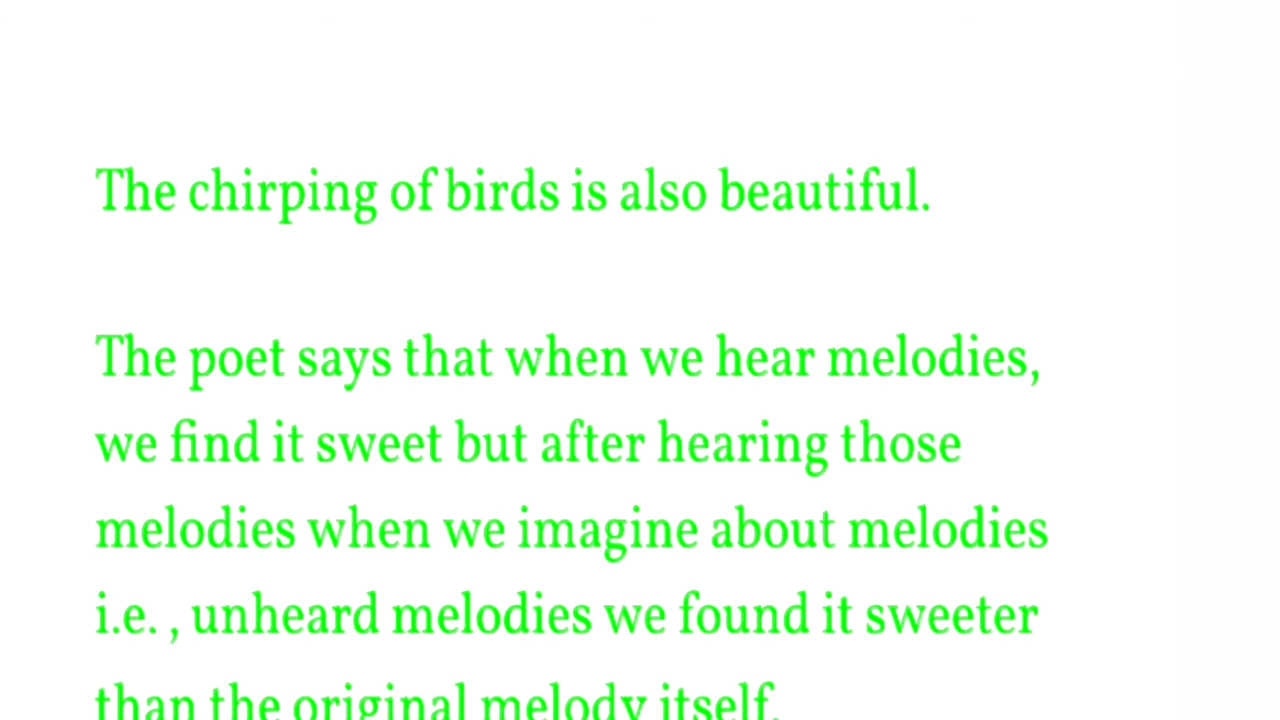 The chirping of birds is also beautiful.
The poet says that when we hear melodies,
we find it sweet but after hearing those
melodies when we imagine about melodies
i.e. , unheard melodies we found it sweeter
than the original melody itself.